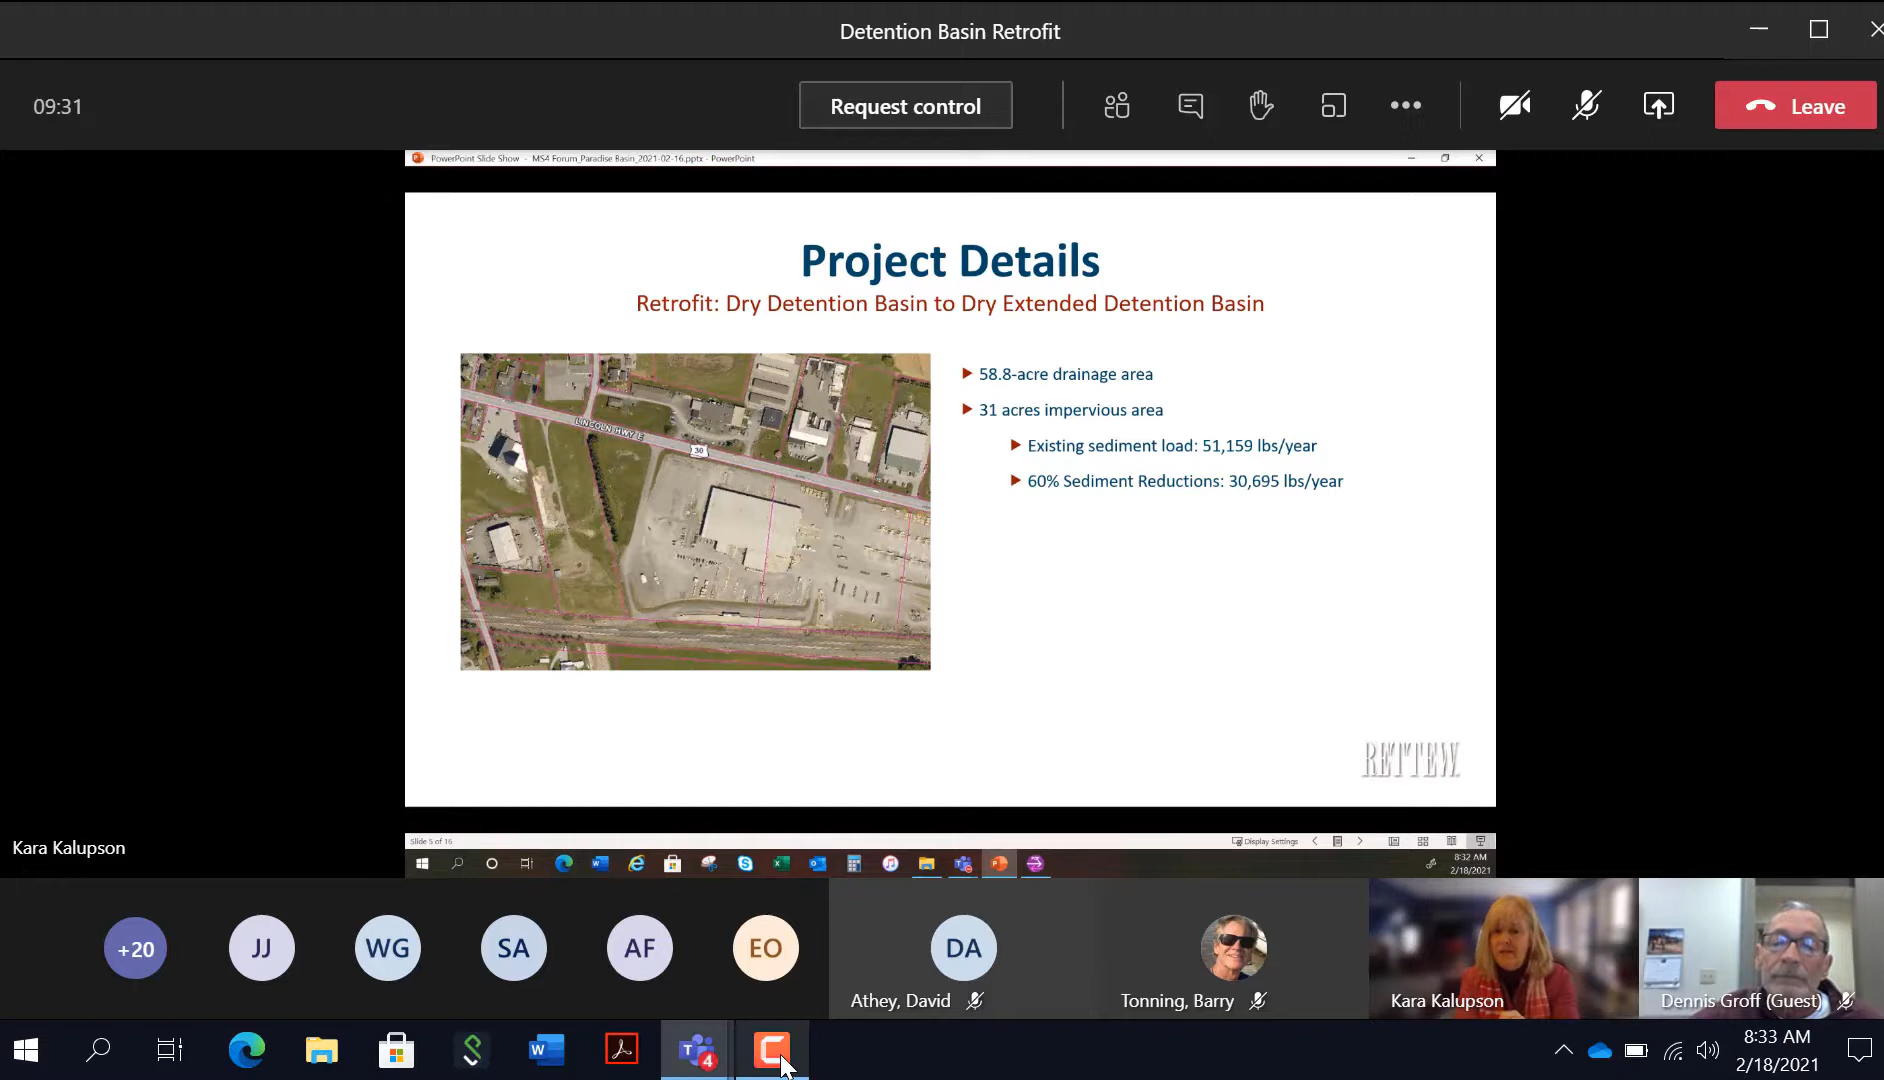 Detention Basin Retrofit
09:31
Request control
Leave
PowerPoint Slide Show - MS4 Forum_Paradise Basin_2021-02-16.pptx - PowerPoint
Project Details
Retrofit: Dry Detention Basin to Dry Extended Detention Basin
LINCOLN HWY E
30
58.8-acre drainage area
31 acres impervious area
Existing sediment load: 51,159 lbs/year
60% Sediment Reductions: 30,695 lbs/year
RETTEW
Kara Kalupson
Slide 5 of 16
Display Settings
8:32 AM
2/18/2021
+20
JJ
WG
SA
AF
EO
DA
Athey, David
Tonning, Barry
Kara Kalupson
Dennis Groff (Guest)
W
T
4
8:33 AM
2/18/2021